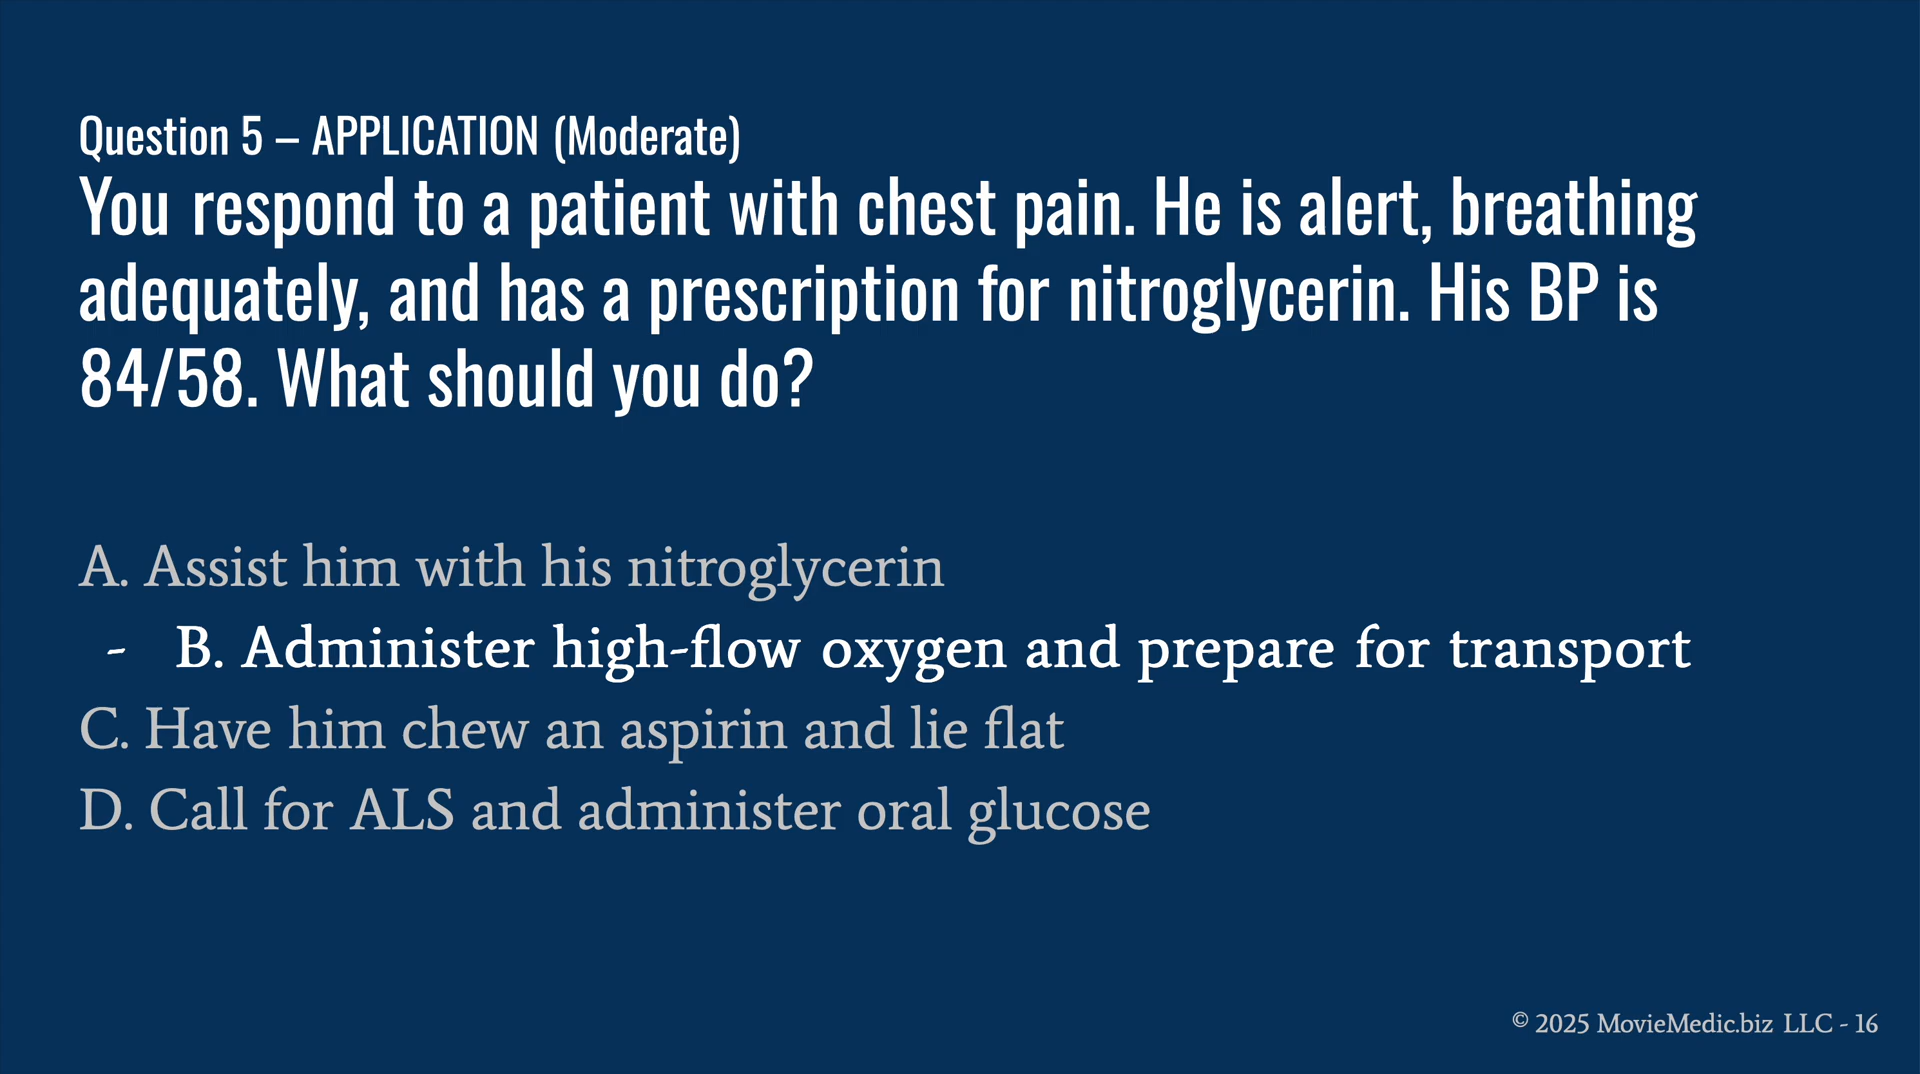 Question 5 – APPLICATION (Moderate)
You respond to a patient with chest pain. He is alert, breathing
adequately, and has a prescription for nitroglycerin. His BP is
84/58. What should you do?
A. Assist him with his nitroglycerin
- B. Administer high-flow oxygen and prepare for transport
C. Have him chew an aspirin and lie flat
D. Call for ALS and administer oral glucose
© 2025 MovieMedic.biz LLC - 16